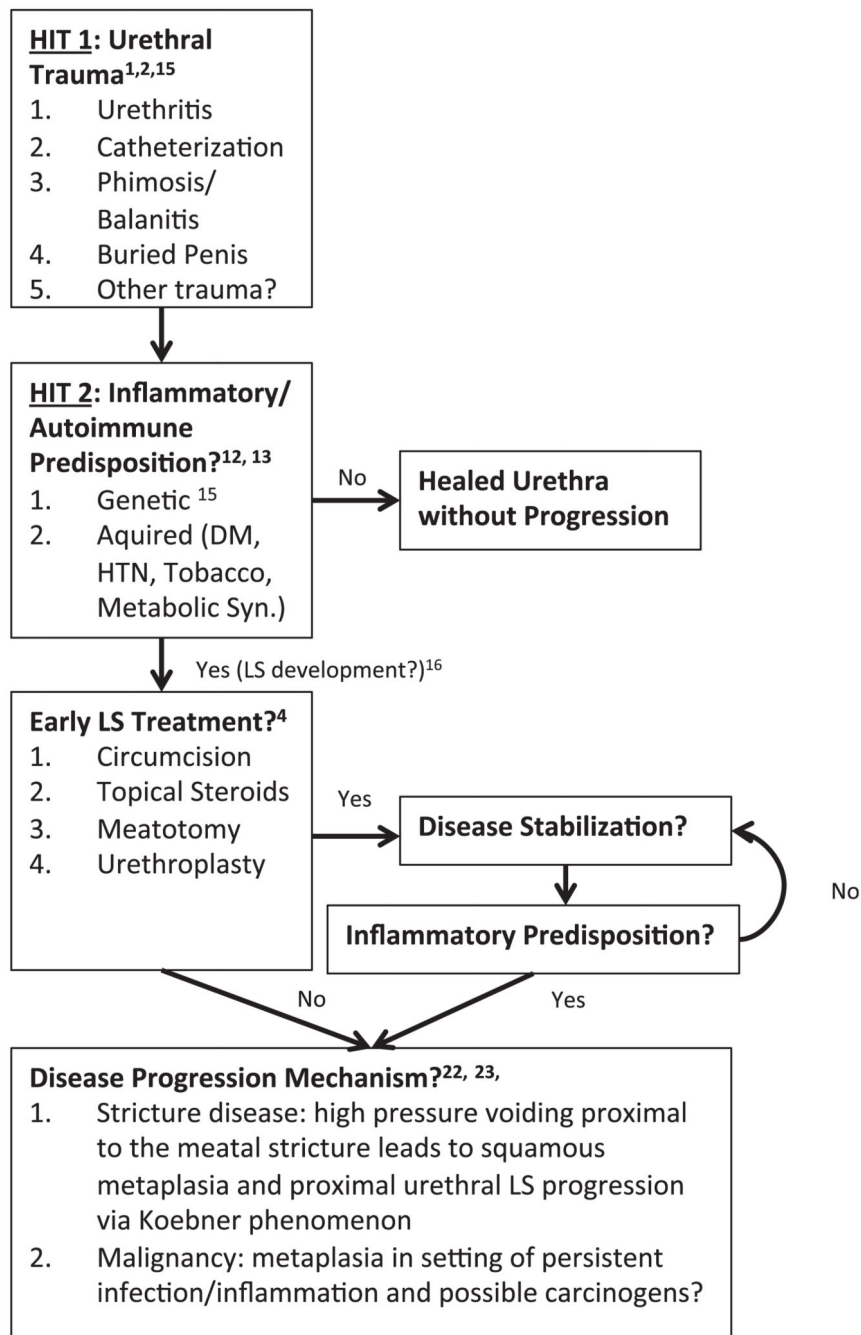 HIT 1: Urethral
Trauma1,2,15
1. Urethritis
2. Catheterization
3. Phimosis/
Balanitis
4. Buried Penis
5. Other trauma?
HIT 2: Inflammatory/
Autoimmune
Predisposition?12, 13
1. Genetic 15
2. Aquired (DM,
HTN, Tobacco,
Metabolic Syn.)
No
Healed Urethra
without Progression
Yes (LS development?)16
Early LS Treatment?4
1. Circumcision
2. Topical Steroids
3. Meatotomy
4. Urethroplasty
Yes
Disease Stabilization?
No
Inflammatory Predisposition?
No
Yes
Disease Progression Mechanism?22, 23,
1. Stricture disease: high pressure voiding proximal
to the meatal stricture leads to squamous
metaplasia and proximal urethral LS progression
via Koebner phenomenon
2. Malignancy: metaplasia in setting of persistent
infection/inflammation and possible carcinogens?